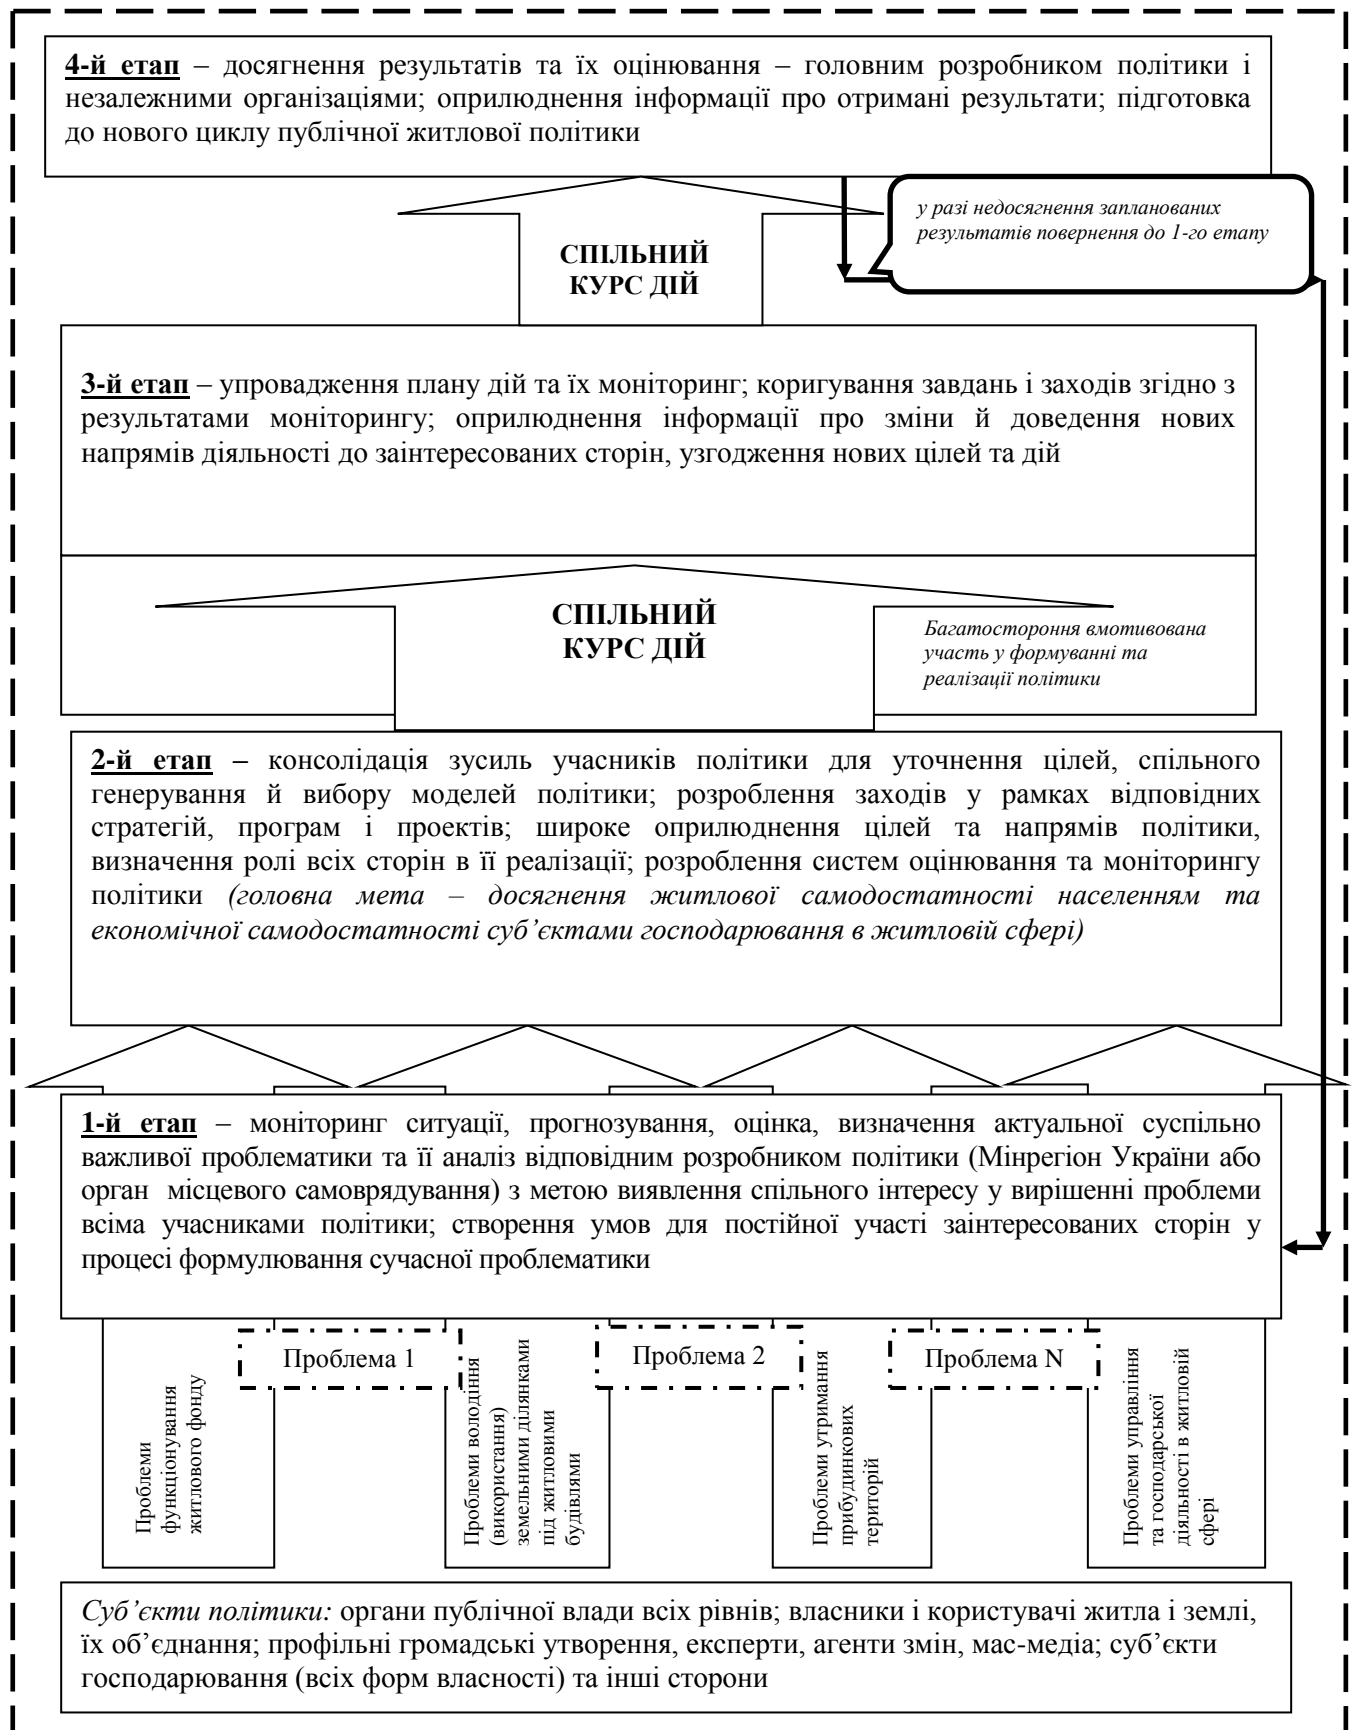 4-й етап – досягнення результатів та їх оцінювання – головним розробником політики і
незалежними організаціями; оприлюднення інформації про отримані результати; підготовка
до нового циклу публічної житлової політики
у разі недосягнення запланованих
результатів повернення до 1-го етапу
СПІЛЬНИЙ
КУРС ДІЙ
3-й етап – упровадження плану дій та їх моніторинг; коригування завдань і заходів згідно з
результатами моніторингу; оприлюднення інформації про зміни й доведення нових
напрямів діяльності до заінтересованих сторін, узгодження нових цілей та дій
СПІЛЬНИЙ
КУРС ДІЙ
Багатостороння вмотивована
участь у формуванні та
реалізації політики
2-й етап – консолідація зусиль учасників політики для уточнення цілей, спільного
генерування й вибору моделей політики; розроблення заходів у рамках відповідних
стратегій, програм і проектів; широке оприлюднення цілей та напрямів політики,
визначення ролі всіх сторін в її реалізації; розроблення систем оцінювання та моніторингу
політики (головна мета – досягнення житлової самодостатності населенням та
економічної самодостатності суб’єктами господарювання в житловій сфері)
1-й етап – моніторинг ситуації, прогнозування, оцінка, визначення актуальної суспільно
важливої проблематики та її аналіз відповідним розробником політики (Мінрегіон України або
орган місцевого самоврядування) з метою виявлення спільного інтересу у вирішенні проблеми
всіма учасниками політики; створення умов для постійної участі заінтересованих сторін у
процесі формулювання сучасної проблематики
Проблема 1
Проблема 2
Проблема N
Проблеми
функціонування
житлового фонду
Проблеми володіння
(використання)
земельними ділянками
під житловими
будівлями
Проблеми утримання
прибудинкових
територій
Проблеми управління
та господарської
діяльності в житловій
сфері
Суб’єкти політики: органи публічної влади всіх рівнів; власники і користувачі житла і землі,
їх об’єднання; профільні громадські утворення, експерти, агенти змін, мас-медіа; суб’єкти
господарювання (всіх форм власності) та інші сторони